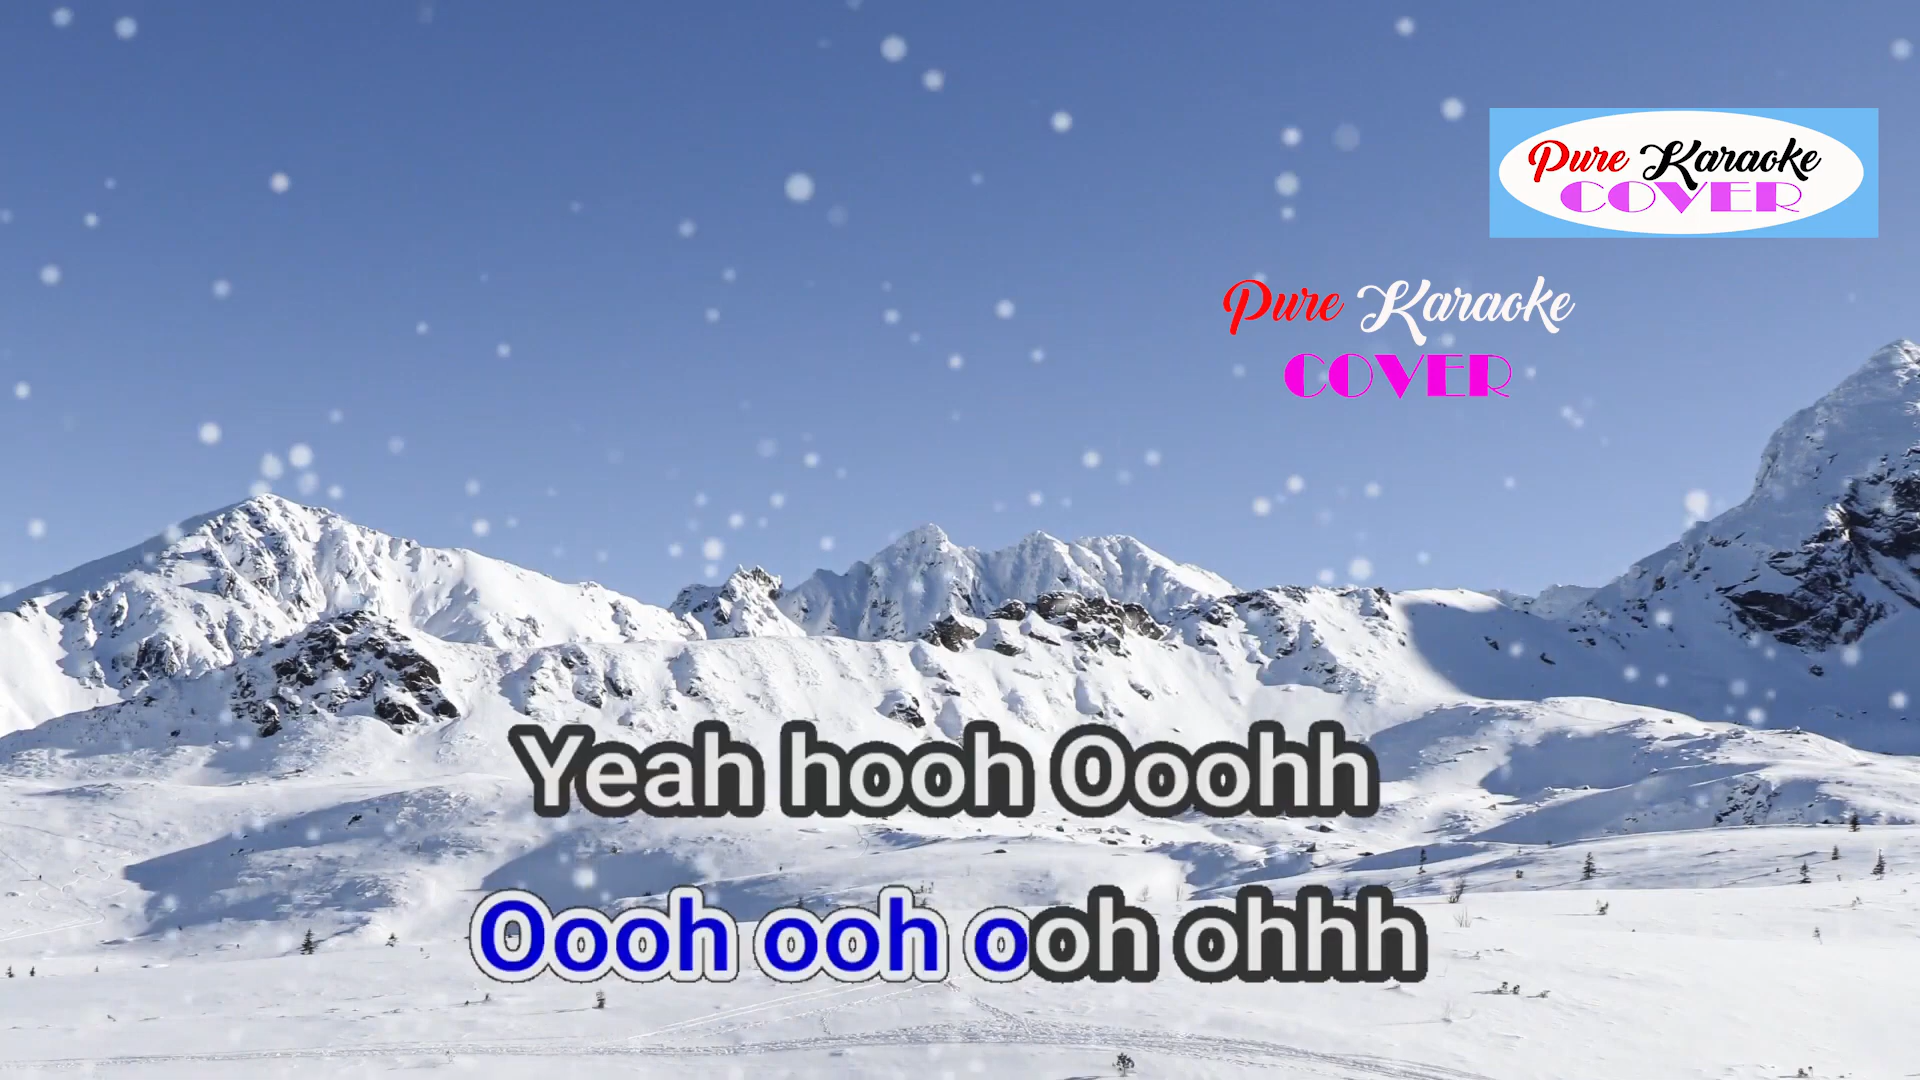 Pure Karaoke
COVER
Pure Karaoke
COVER
Yeah hooh Ooohh
Oooh ooh ooh ohhh